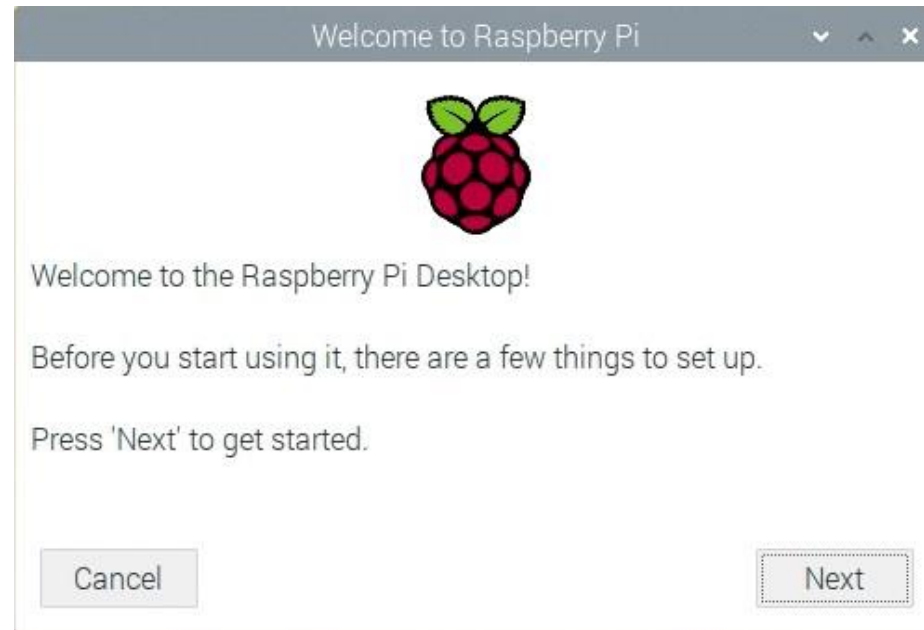 Welcome to Raspberry Pi
Welcome to the Raspberry Pi Desktop!
Before you start using it, there are a few things to set up.
Press 'Next' to get started.
Cancel
Next